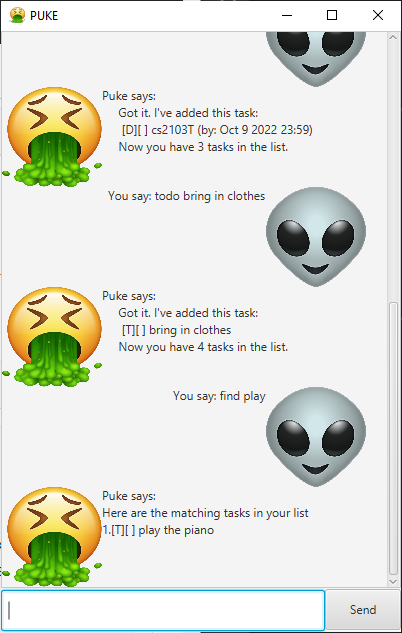 PUKE
Puke says:
Got it. I've added this task:
[D][ ] cs2103T (by: Oct 9 2022 23:59)
Now you have 3 tasks in the list.
You say: todo bring in clothes
Puke says:
Got it. I've added this task:
[T][ ] bring in clothes
Now you have 4 tasks in the list.
You say: find play
Puke says:
Here are the matching tasks in your list
1.[T][ ] play the piano
Send